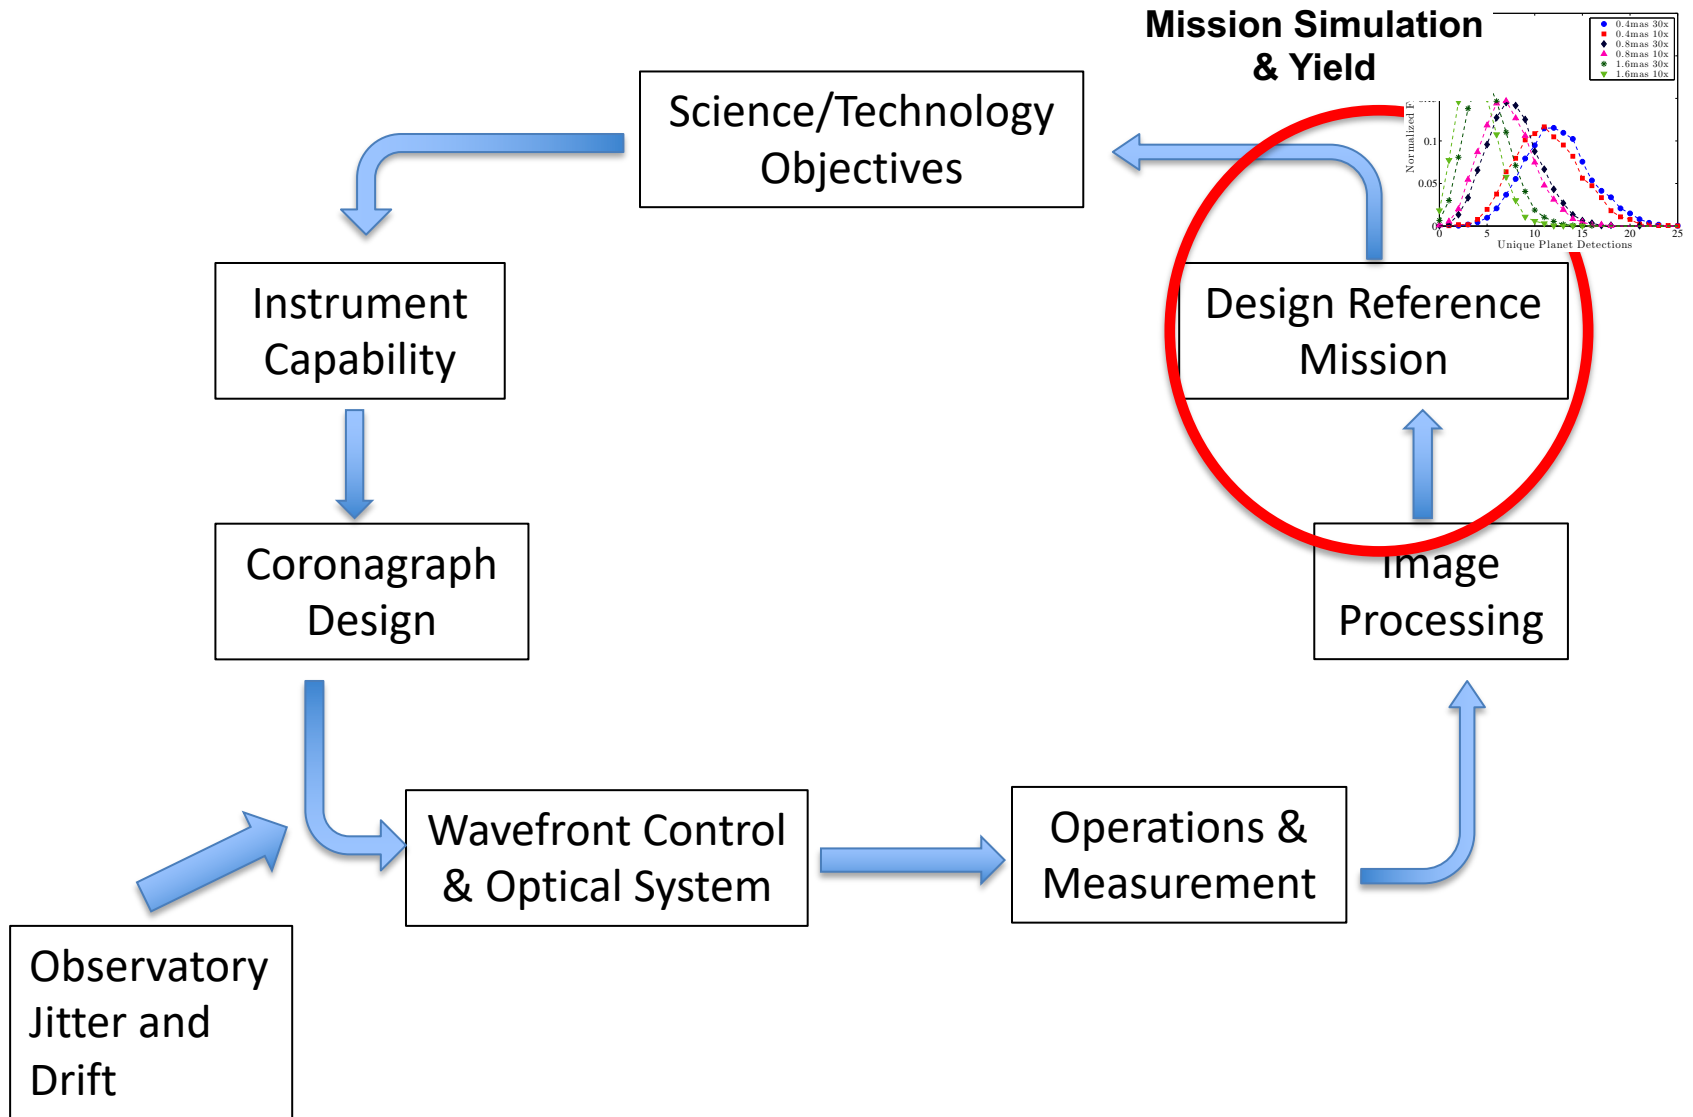 Mission Simulation
& Yield
0.4mas 30x
0.4mas 10x
0.8mas 30x
0.8mas 10x
1.6mas 30x
1.6mas 10x
Normalized F
0.1
0.05
0
0
5
10
15
20
25
Unique Planet Detections
Science/Technology
Objectives
Instrument
Capability
Design Reference
Mission
Coronagraph
Design
Image
Processing
Wavefront Control
& Optical System
Operations &
Measurement
Observatory
Jitter and
Drift